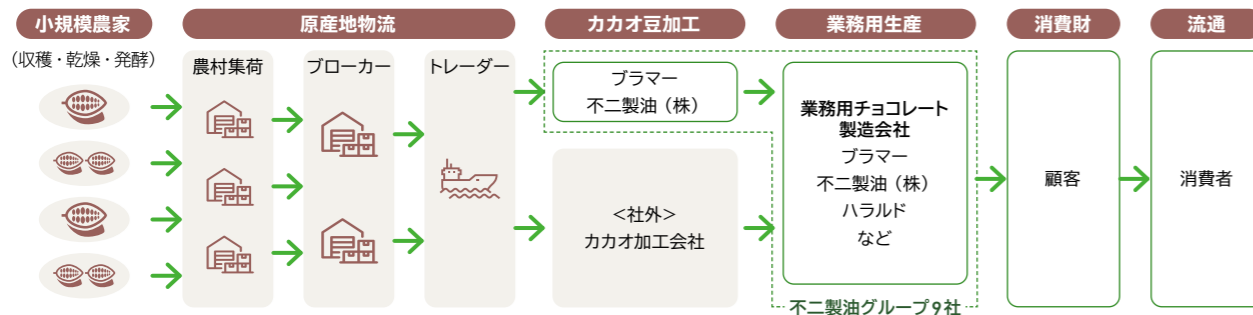 小規模農家
原産地物流
カカオ豆加工
業務用生産
消費財
流通
（収穫・乾燥・発酵）
農村集荷
ブローカー
トレーダー
ブラマー
不二製油（株）
＜社外＞
カカオ加工会社
業務用チョコレート
製造会社
ブラマー
不二製油（株）
ハラルド
など
顧客
消費者
不二製油グループ9社